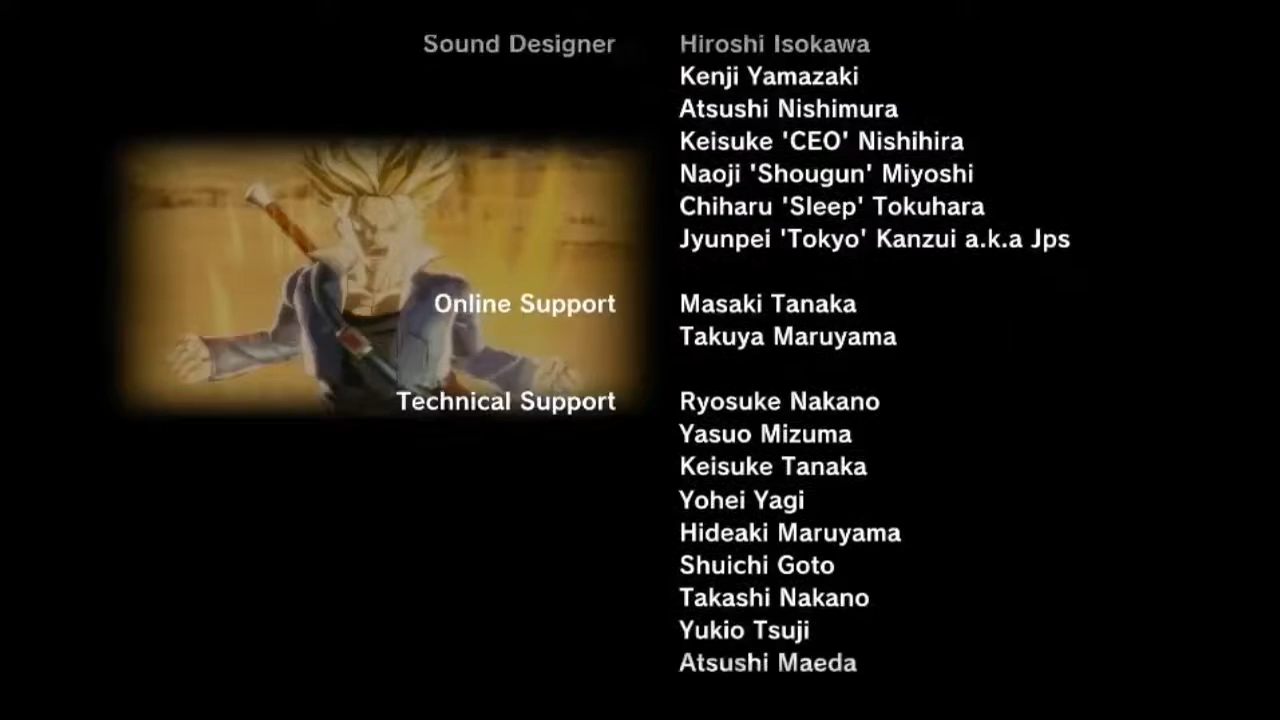 Sound Designer Hiroshi Isokawa
Kenji Yamazaki
Atsushi Nishimura
Keisuke 'CEO' Nishihira
Naoji 'Shougun' Miyoshi
Chiharu 'Sleep' Tokuhara
Jyunpei 'Tokyo' Kanzui a.k.a Jps
Online Support Masaki Tanaka
Takuya Maruyama
Technical Support Ryosuke Nakano
Yasuo Mizuma
Keisuke Tanaka
Yohei Yagi
Hideaki Maruyama
Shuichi Goto
Takashi Nakano
Yukio Tsuji
Atsushi Maeda